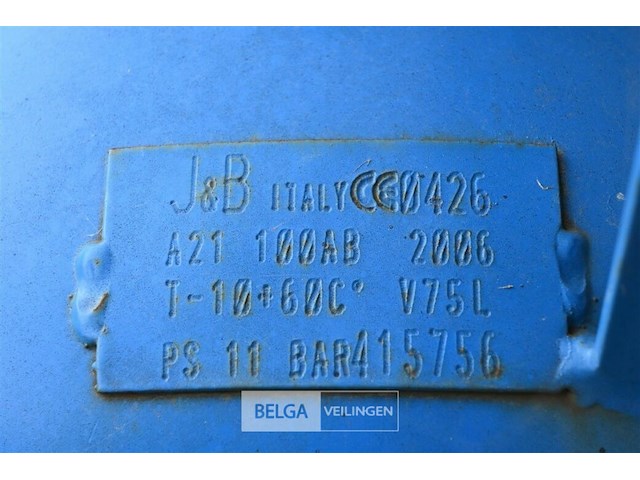 J&B ITALY CE0426
A21 100AB 2006
T-10+60C° V75L
PS 11 BAR415756
BELGA VEILINGEN